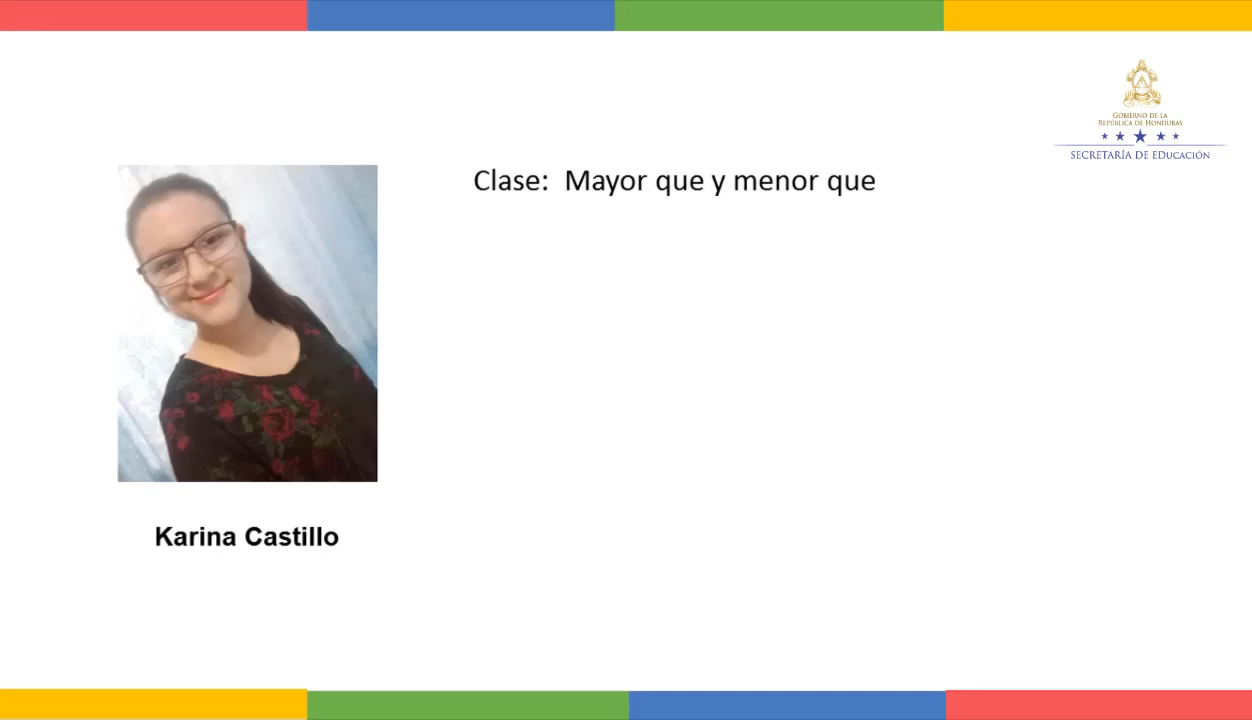 GOBIERNO DE LA
REPÚBLICA DE HONDURAS
SECRETARÍA DE EDUCACIÓN
Clase:  Mayor que y menor que
Karina Castillo